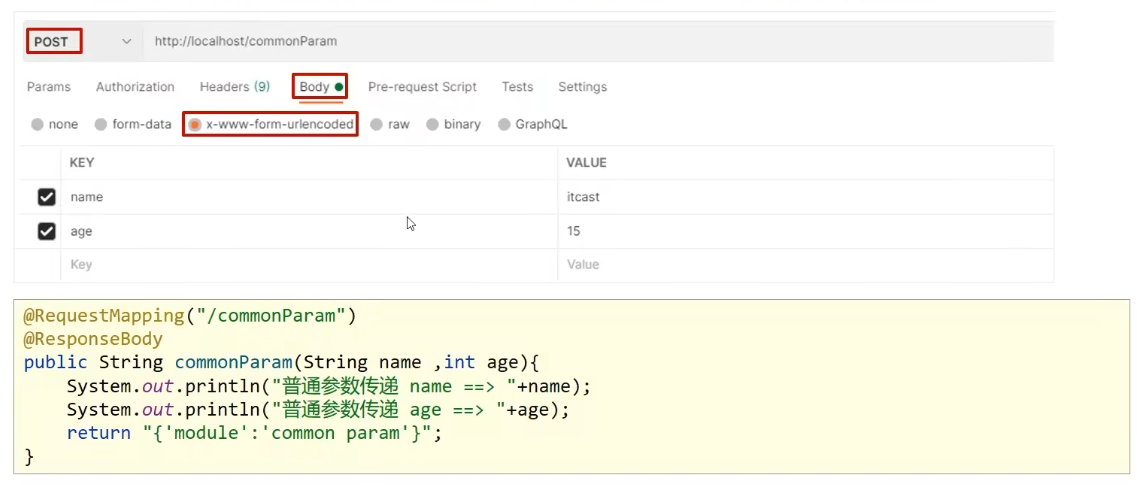 POST http://localhost/commonParam
Params Authorization Headers (9) Body Pre-request Script Tests Settings
none form-data x-www-form-urlencoded raw binary GraphQL
KEY VALUE
name itcast
age 15
Key Value
@RequestMapping("/commonParam")
@ResponseBody
public String commonParam(String name ,int age){
    System.out.println("普通参数传递 name ==> "+name);
    System.out.println("普通参数传递 age ==> "+age);
    return "{'module':'common param'}";
}